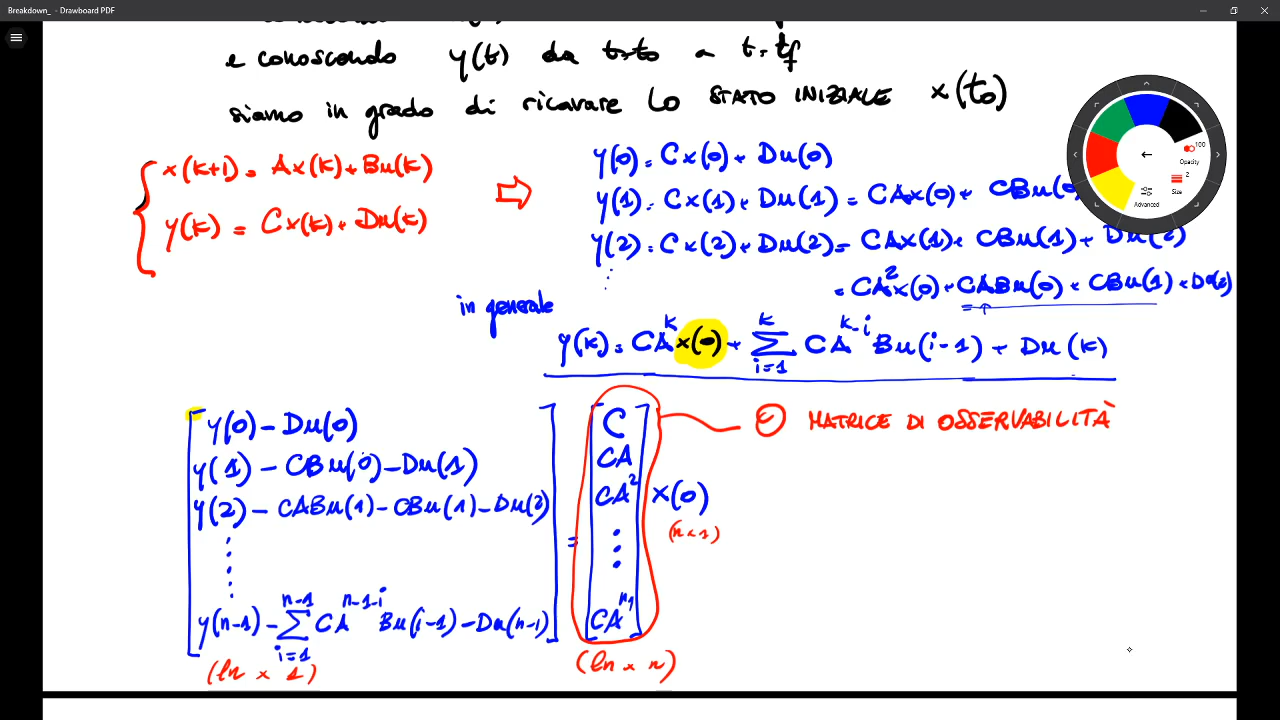 Breakdown_ - Drawboard PDF
e conoscendo y(t) da t=t0 a t=tf
siamo in grado di ricavare lo STATO INIZIALE x(t0)
x(k+1) = Ax(k) + Bu(k)
y(k) = Cx(k) + Du(k)
y(0) = Cx(0) + Du(0)
y(1) = Cx(1) + Du(1) = CAx(0) + CBu(0
y(2) = Cx(2) + Du(2) = CAx(1) + CBu(1) + Du(2)
= CA²x(0) + CABu(0) + CBu(1) + Du(2)
in generale
y(k) = CA^k x(0) + ∑_{i=1}^{k} CA^{k-i} Bu(i-1) + Du(k)
y(0) - Du(0)
y(1) - CBu(0) - Du(1)
y(2) - CABu(1) - CBu(1) - Du(2)
⋮
y(n-1) - ∑_{i=1}^{n-1} CA^{n-1-i} Bu(i-1) - Du(n-1)
(ln x 1)
=
C
CA
CA²
⋮
CA^{n-1}
(ln x n)
x(0)
(n x 1)
MATRICE DI OSSERVABILITÀ
100
Opacity
2
Size
Advanced